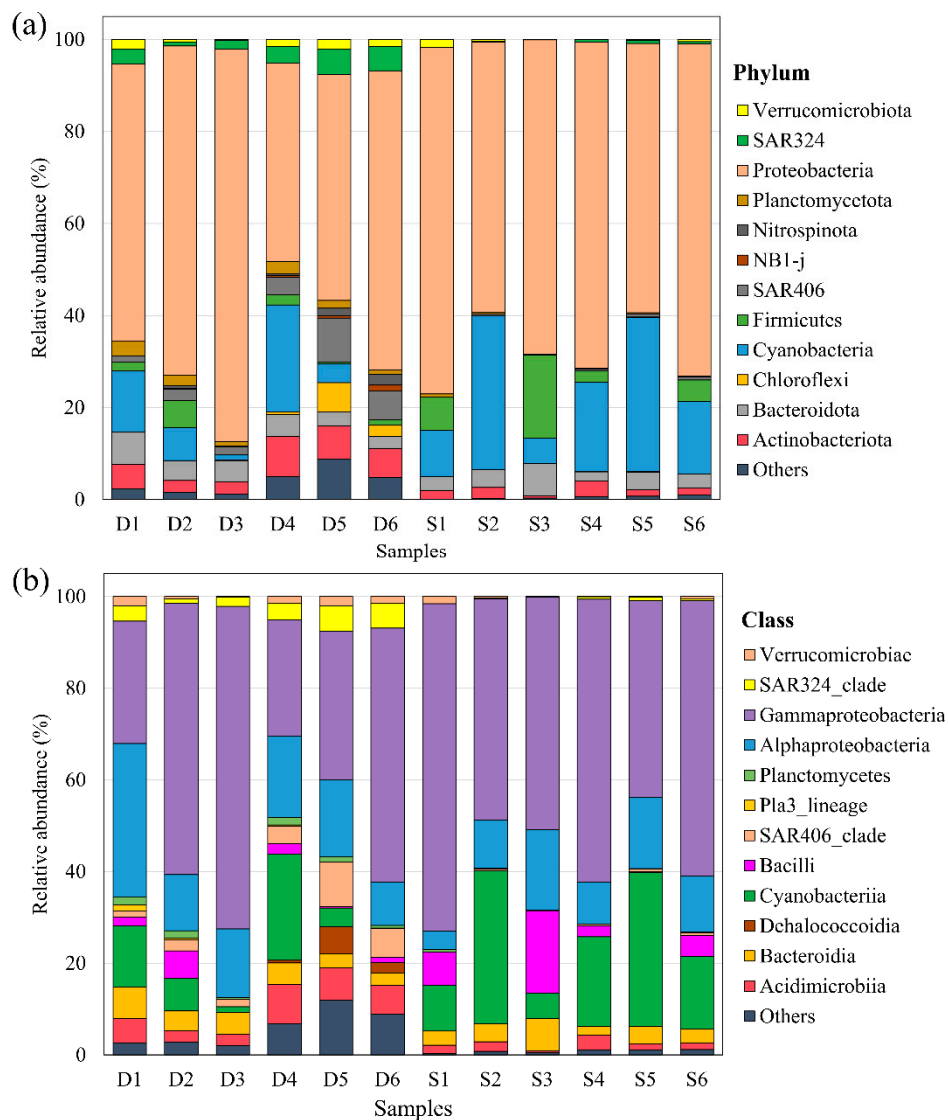 (a)
100
80
60
40
20
0
Relative abundance (%)
D1 D2 D3 D4 D5 D6 S1 S2 S3 S4 S5 S6
Samples
Phylum
Verrucomicrobiota
SAR324
Proteobacteria
Planctomycetota
Nitrospinota
NB1-j
SAR406
Firmicutes
Cyanobacteria
Chloroflexi
Bacteroidota
Actinobacteriota
Others
(b)
100
80
60
40
20
0
Relative abundance (%)
D1 D2 D3 D4 D5 D6 S1 S2 S3 S4 S5 S6
Samples
Class
Verrucomicrobiae
SAR324_clade
Gammaproteobacteria
Alphaproteobacteria
Planctomycetes
Pla3_lineage
SAR406_clade
Bacilli
Cyanobacteriia
Dehalococcoidia
Bacteroidia
Acidimicrobiia
Others